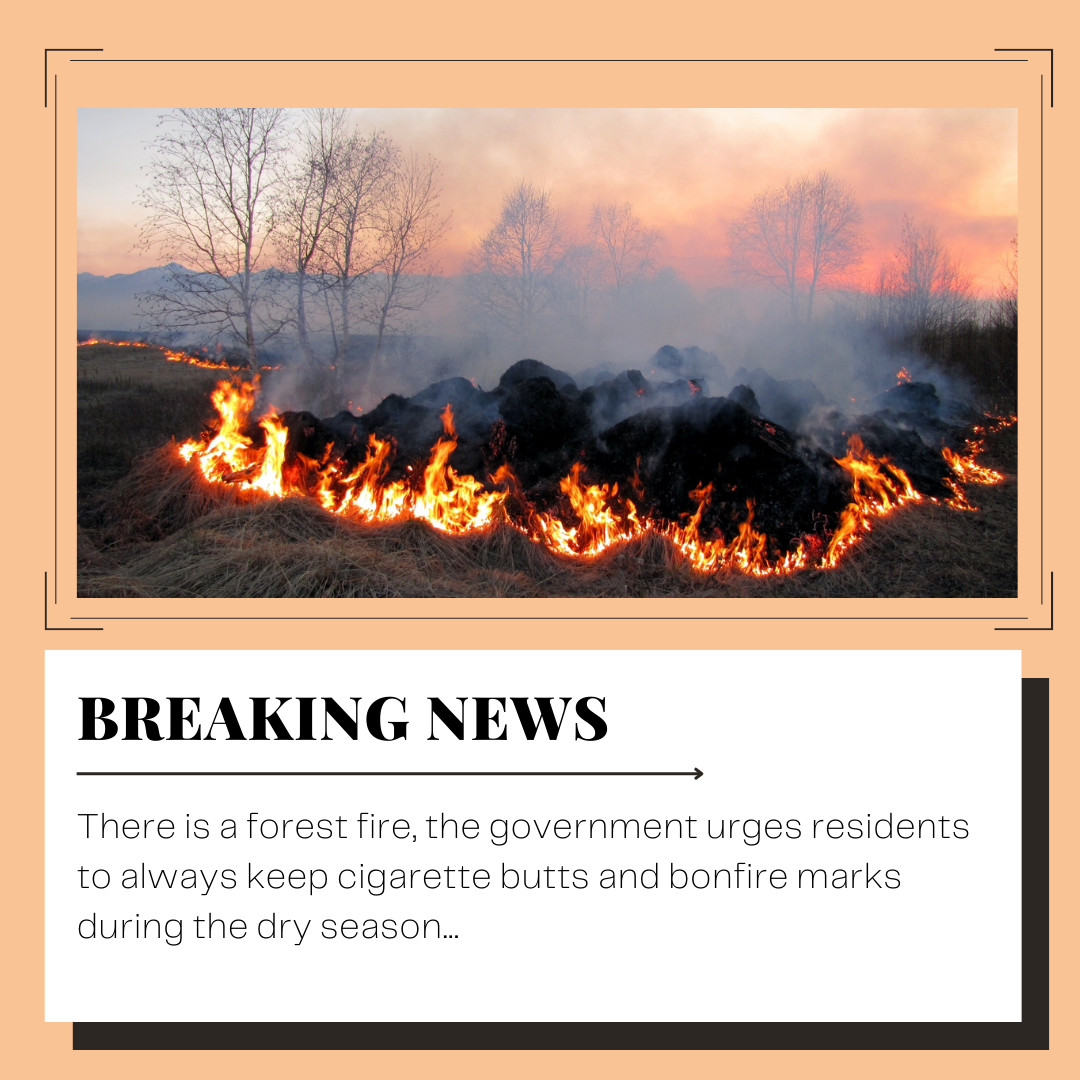 BREAKING NEWS
There is a forest fire, the government urges residents
to always keep cigarette butts and bonfire marks
during the dry season...